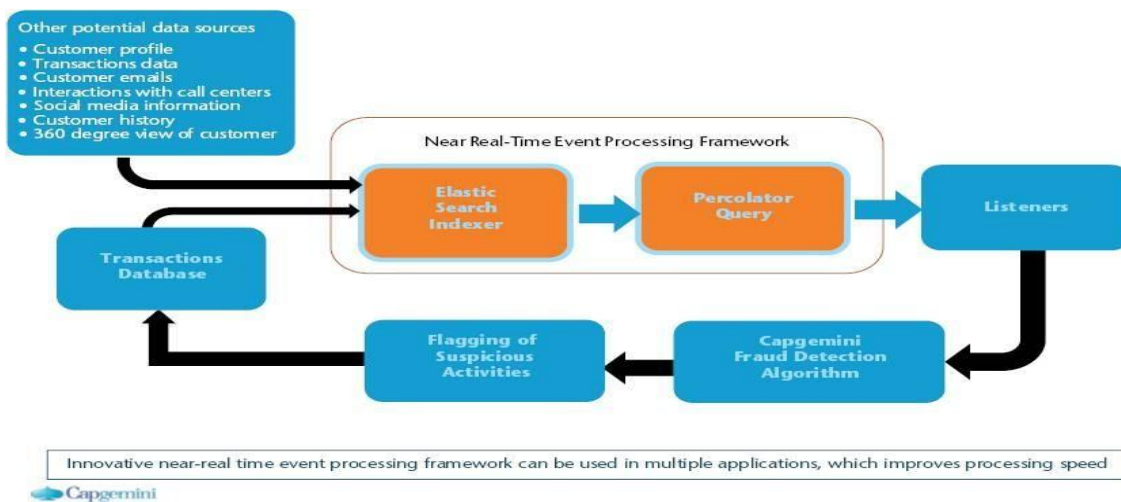 Other potential data sources
• Customer profile
• Transactions data
• Customer emails
• Interactions with call centers
• Social media information
• Customer history
• 360 degree view of customer
Near Real-Time Event Processing Framework
Elastic
Search
Indexer
Percolator
Query
Listeners
Transactions
Database
Flagging of
Suspicious
Activities
Capgemini
Fraud Detection
Algorithm
Innovative near-real time event processing framework can be used in multiple applications, which improves processing speed
Capgemini